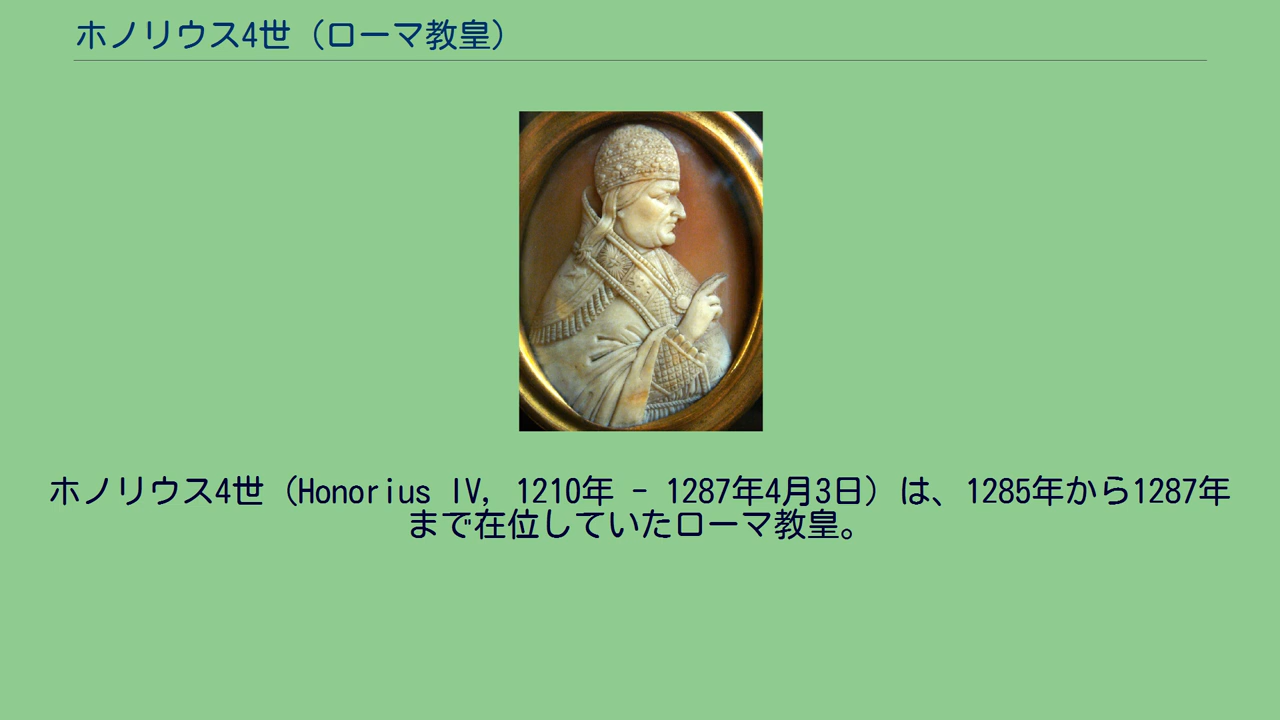 ホノリウス4世（ローマ教皇）
ホノリウス4世（Honorius IV, 1210年 - 1287年4月3日）は、1285年から1287年
まで在位していたローマ教皇。